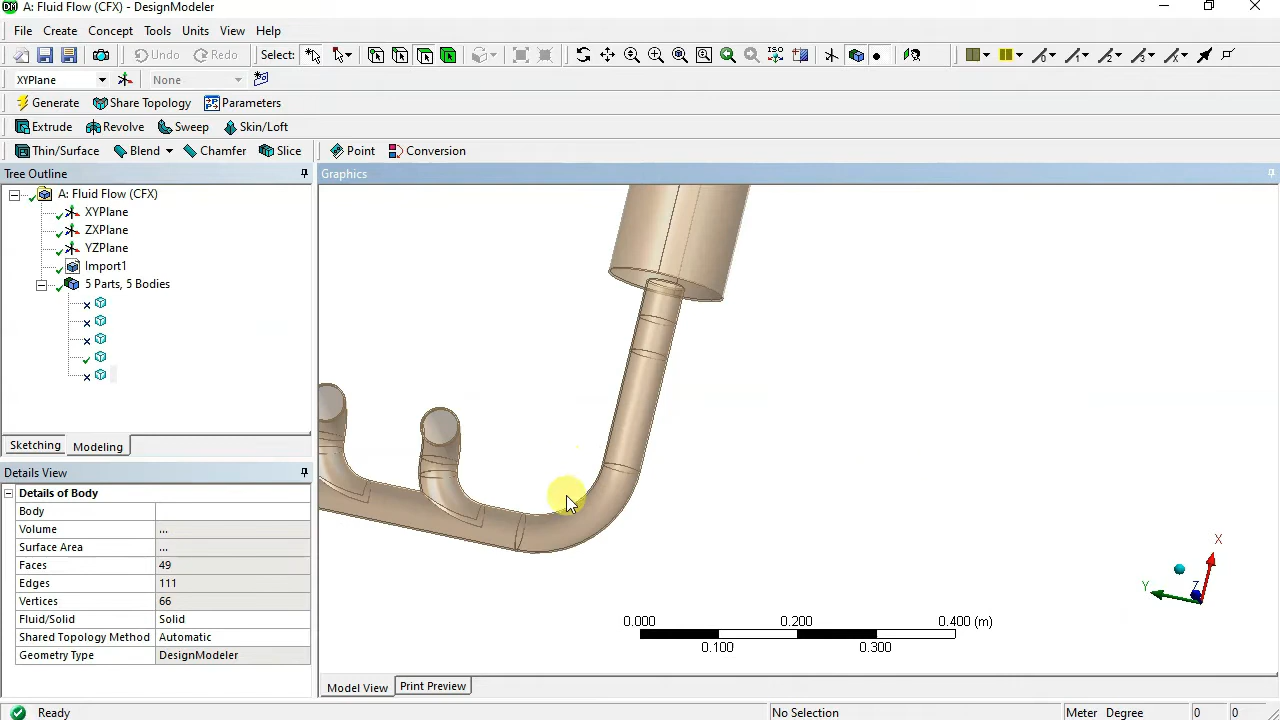 A: Fluid Flow (CFX) - DesignModeler
File Create Concept Tools Units View Help
Undo Redo Select: ISO
XYPlane None
Generate Share Topology Parameters
Extrude Revolve Sweep Skin/Loft
Thin/Surface Blend Chamfer Slice Point Conversion
Tree Outline
A: Fluid Flow (CFX)
XYPlane
ZXPlane
YZPlane
Import1
5 Parts, 5 Bodies
Sketching Modeling
Details View
Details of Body
Body
Volume ...
Surface Area ...
Faces 49
Edges 111
Vertices 66
Fluid/Solid Solid
Shared Topology Method Automatic
Geometry Type DesignModeler
Graphics
X
Y
Z
0.000 0.200 0.400 (m)
0.100 0.300
Model View Print Preview
Ready No Selection Meter Degree 0 0